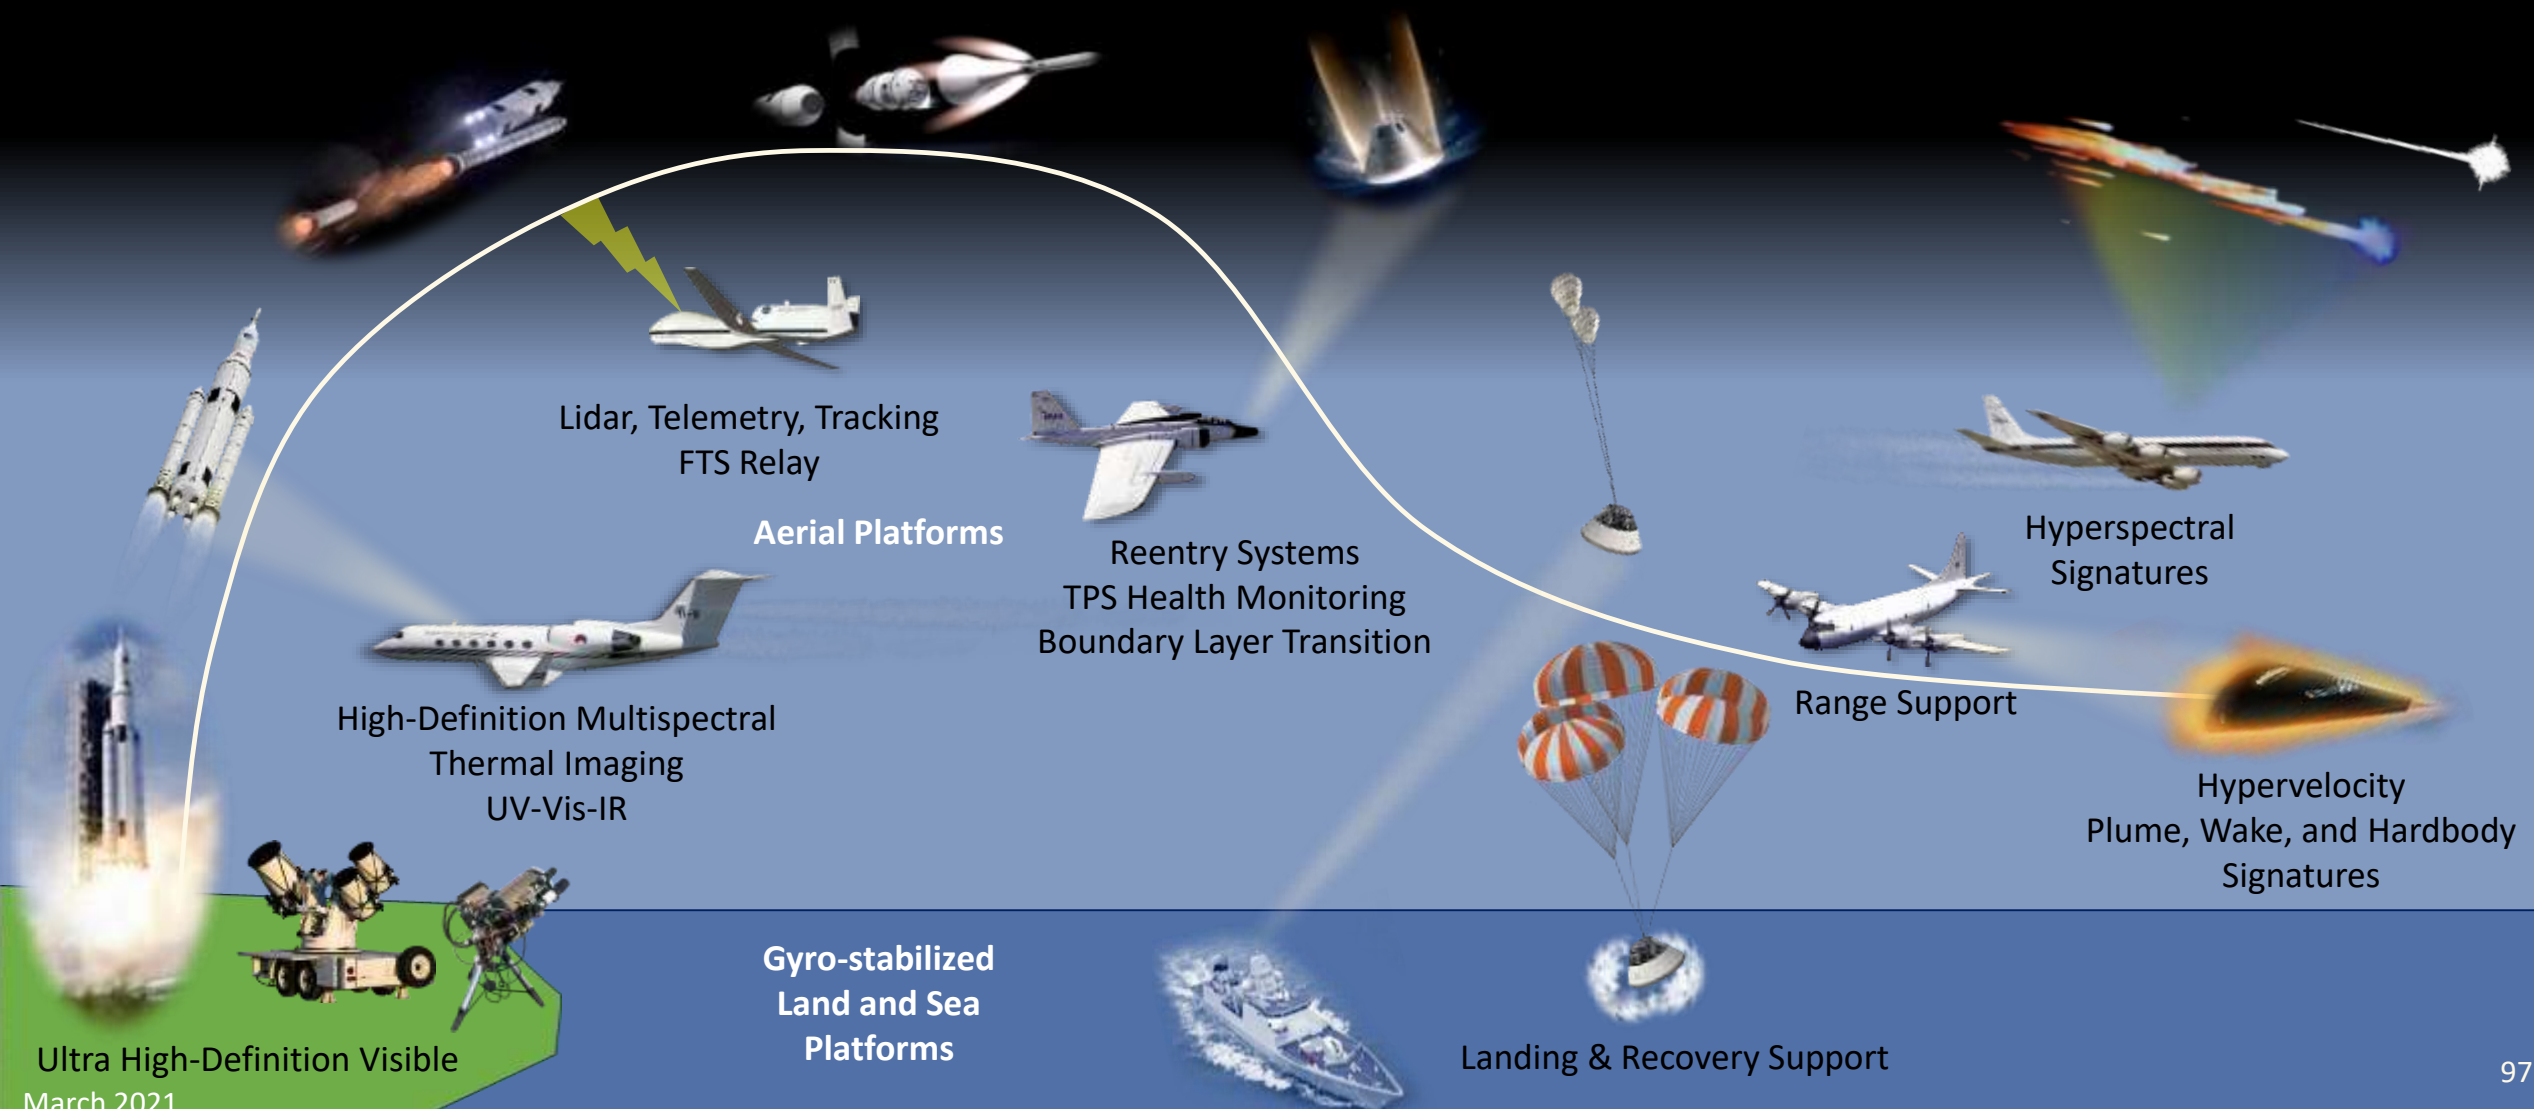 Lidar, Telemetry, Tracking
FTS Relay
Aerial Platforms
Reentry Systems
TPS Health Monitoring
Boundary Layer Transition
Hyperspectral
Signatures
High-Definition Multispectral
Thermal Imaging
UV-Vis-IR
Range Support
Hypervelocity
Plume, Wake, and Hardbody
Signatures
Gyro-stabilized
Land and Sea
Platforms
Ultra High-Definition Visible
Landing & Recovery Support
March 2021
97